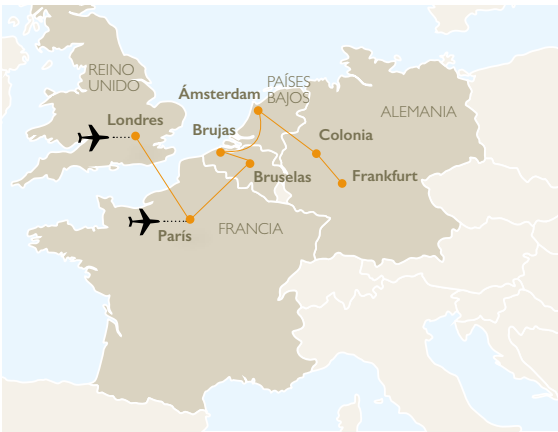 REINO
UNIDO
PAÍSES
BAJOS
Ámsterdam
ALEMANIA
Londres
Brujas
Colonia
Bruselas
Frankfurt
FRANCIA
París